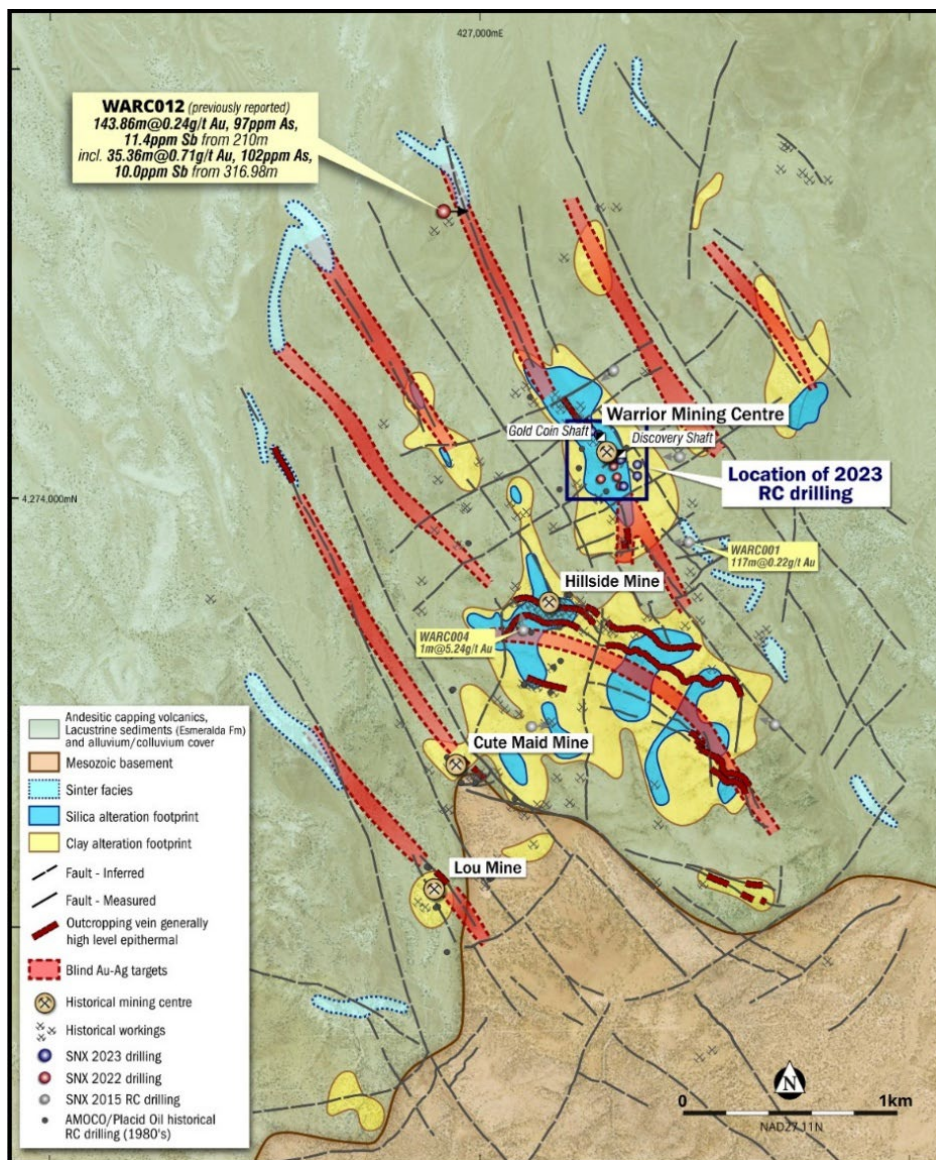 427,000mE
WARC012 (previously reported)
143.86m@0.24g/t Au, 97ppm As,
11.4ppm Sb from 210m
incl. 35.36m@0.71g/t Au, 102ppm As,
10.0ppm Sb from 316.98m
Warrior Mining Centre
Gold Coin Shaft
Discovery Shaft
Location of 2023
RC drilling
4,274,000mN
WARC001
117m@0.22g/t Au
Hillside Mine
WARC004
1m@5.24g/t Au
Cute Maid Mine
Lou Mine
Andesitic capping volcanics,
Lacustrine sediments (Esmeralda Fm)
and alluvium/colluvium cover
Mesozoic basement
Sinter facies
Silica alteration footprint
Clay alteration footprint
Fault - Inferred
Fault - Measured
Outcropping vein generally
high level epithermal
Blind Au-Ag targets
Historical mining centre
Historical workings
SNX 2023 drilling
SNX 2022 drilling
SNX 2015 RC drilling
AMOCO/Placid Oil historical
RC drilling (1980's)
N
0 1km
NAD27 11N